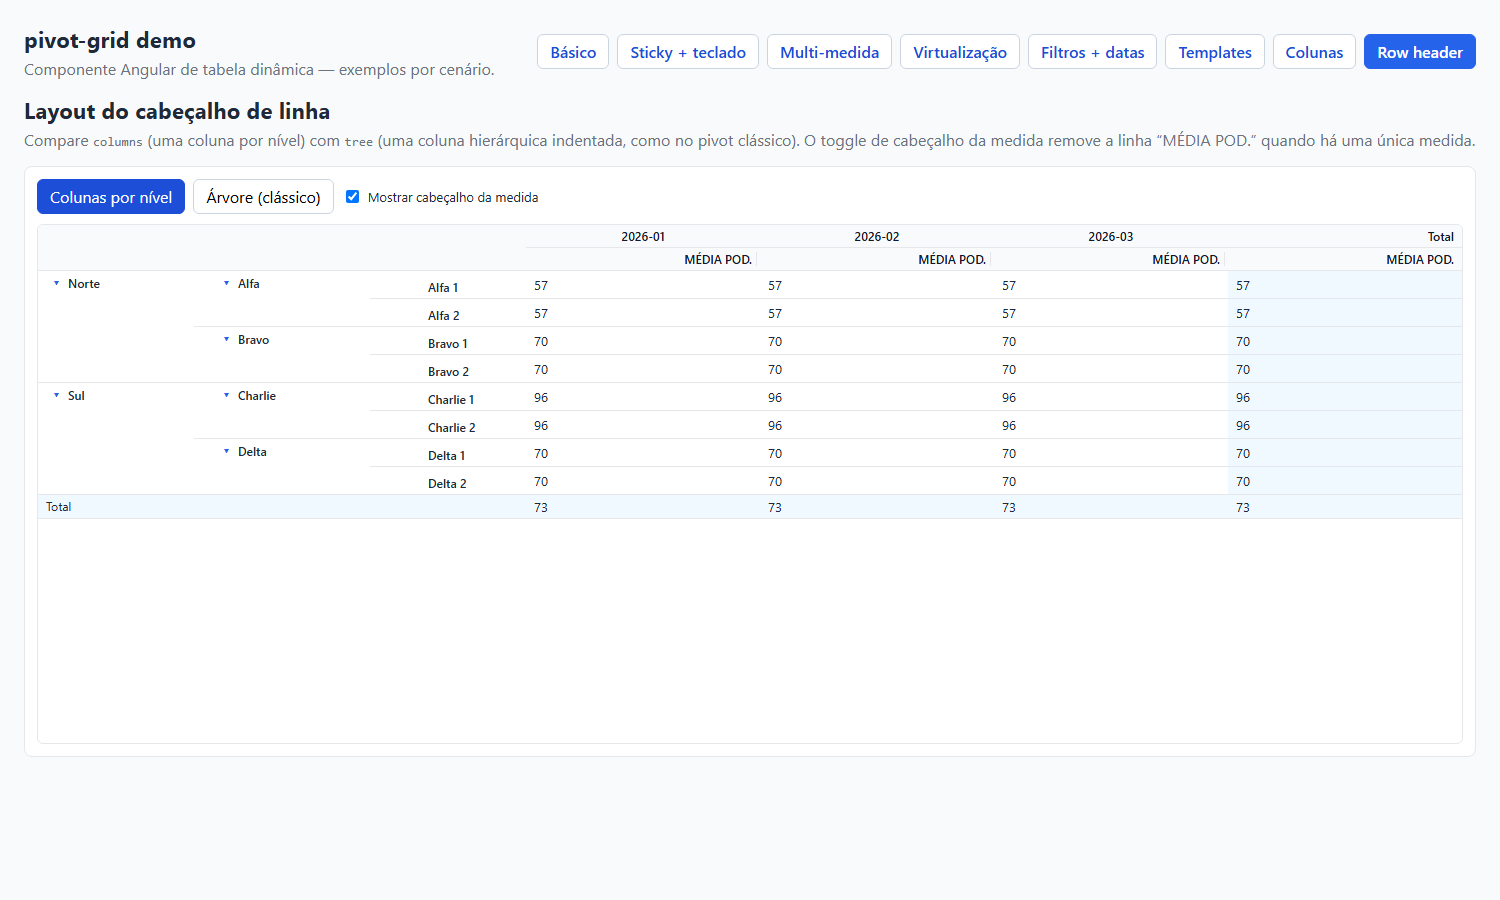 pivot-grid demo
Componente Angular de tabela dinâmica — exemplos por cenário.
Básico Sticky + teclado Multi-medida Virtualização Filtros + datas Templates Colunas Row header
Layout do cabeçalho de linha
Compare columns (uma coluna por nível) com tree (uma coluna hierárquica indentada, como no pivot clássico). O toggle de cabeçalho da medida remove a linha “MÉDIA POD.” quando há uma única medida.
Colunas por nível Árvore (clássico) Mostrar cabeçalho da medida
2026-01 2026-02 2026-03 Total
MÉDIA POD. MÉDIA POD. MÉDIA POD. MÉDIA POD.
Norte Alfa Alfa 1 57 57 57 57
Alfa 2 57 57 57 57
Bravo Bravo 1 70 70 70 70
Bravo 2 70 70 70 70
Sul Charlie Charlie 1 96 96 96 96
Charlie 2 96 96 96 96
Delta Delta 1 70 70 70 70
Delta 2 70 70 70 70
Total 73 73 73 73